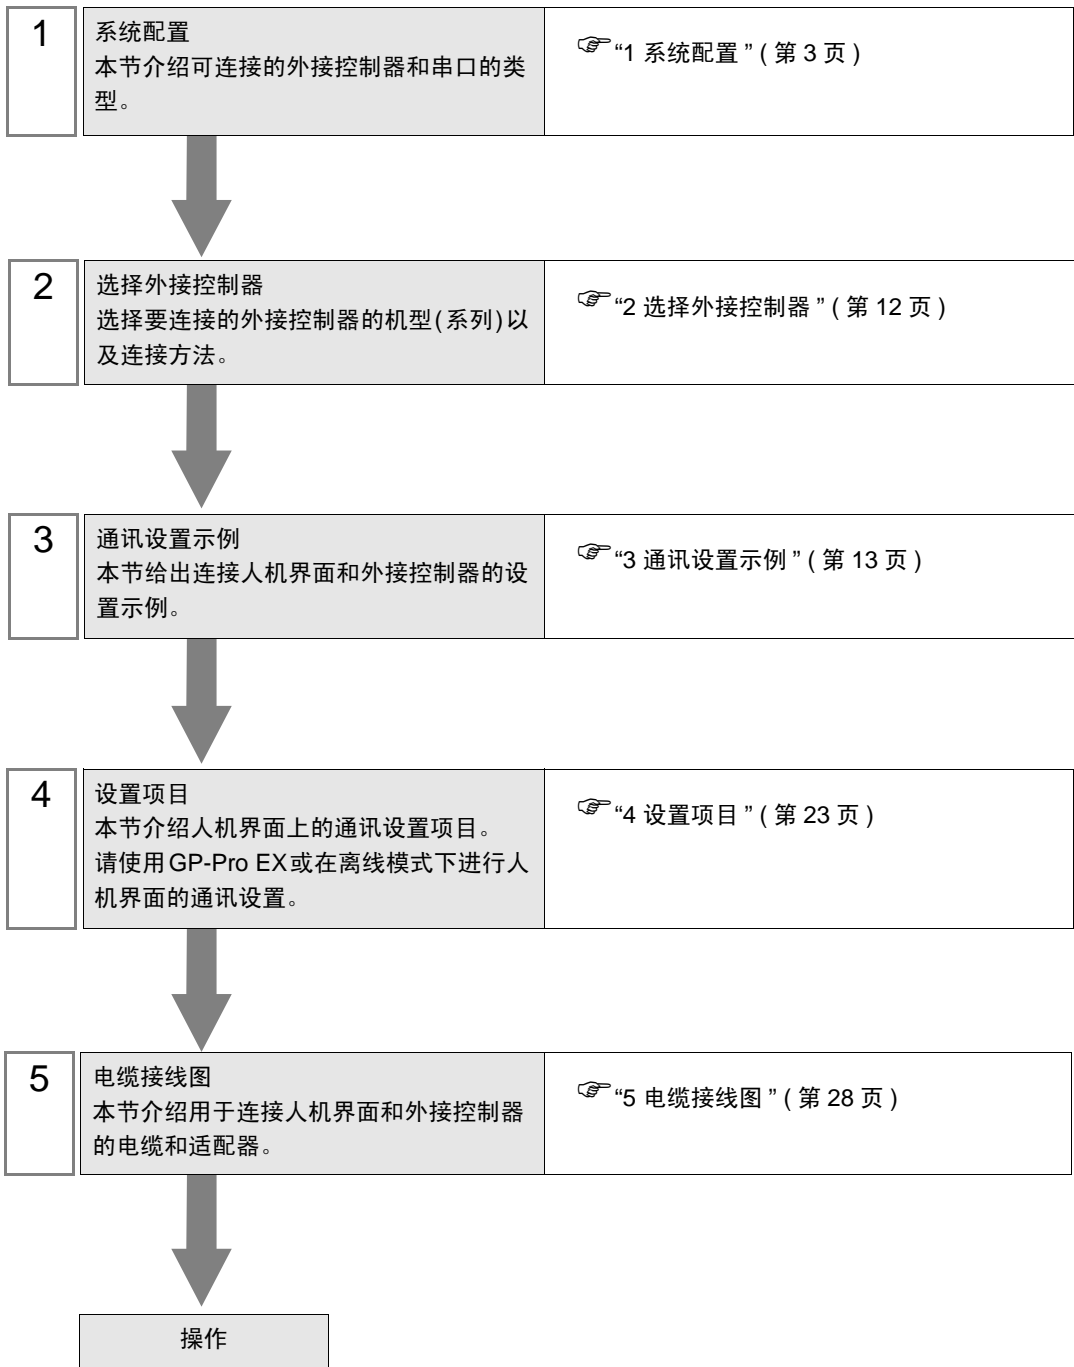 1
系统配置
本节介绍可连接的外接控制器和串口的类
型。
“1 系统配置 ” ( 第 3 页 )
2
选择外接控制器
选择要连接的外接控制器的机型(系列)以
及连接方法。
“2 选择外接控制器 ” ( 第 12 页 )
3
通讯设置示例
本节给出连接人机界面和外接控制器的设
置示例。
“3 通讯设置示例 ” ( 第 13 页 )
4
设置项目
本节介绍人机界面上的通讯设置项目。
请使用GP-Pro EX或在离线模式下进行人
机界面的通讯设置。
“4 设置项目 ” ( 第 23 页 )
5
电缆接线图
本节介绍用于连接人机界面和外接控制器
的电缆和适配器。
“5 电缆接线图 ” ( 第 28 页 )
操作